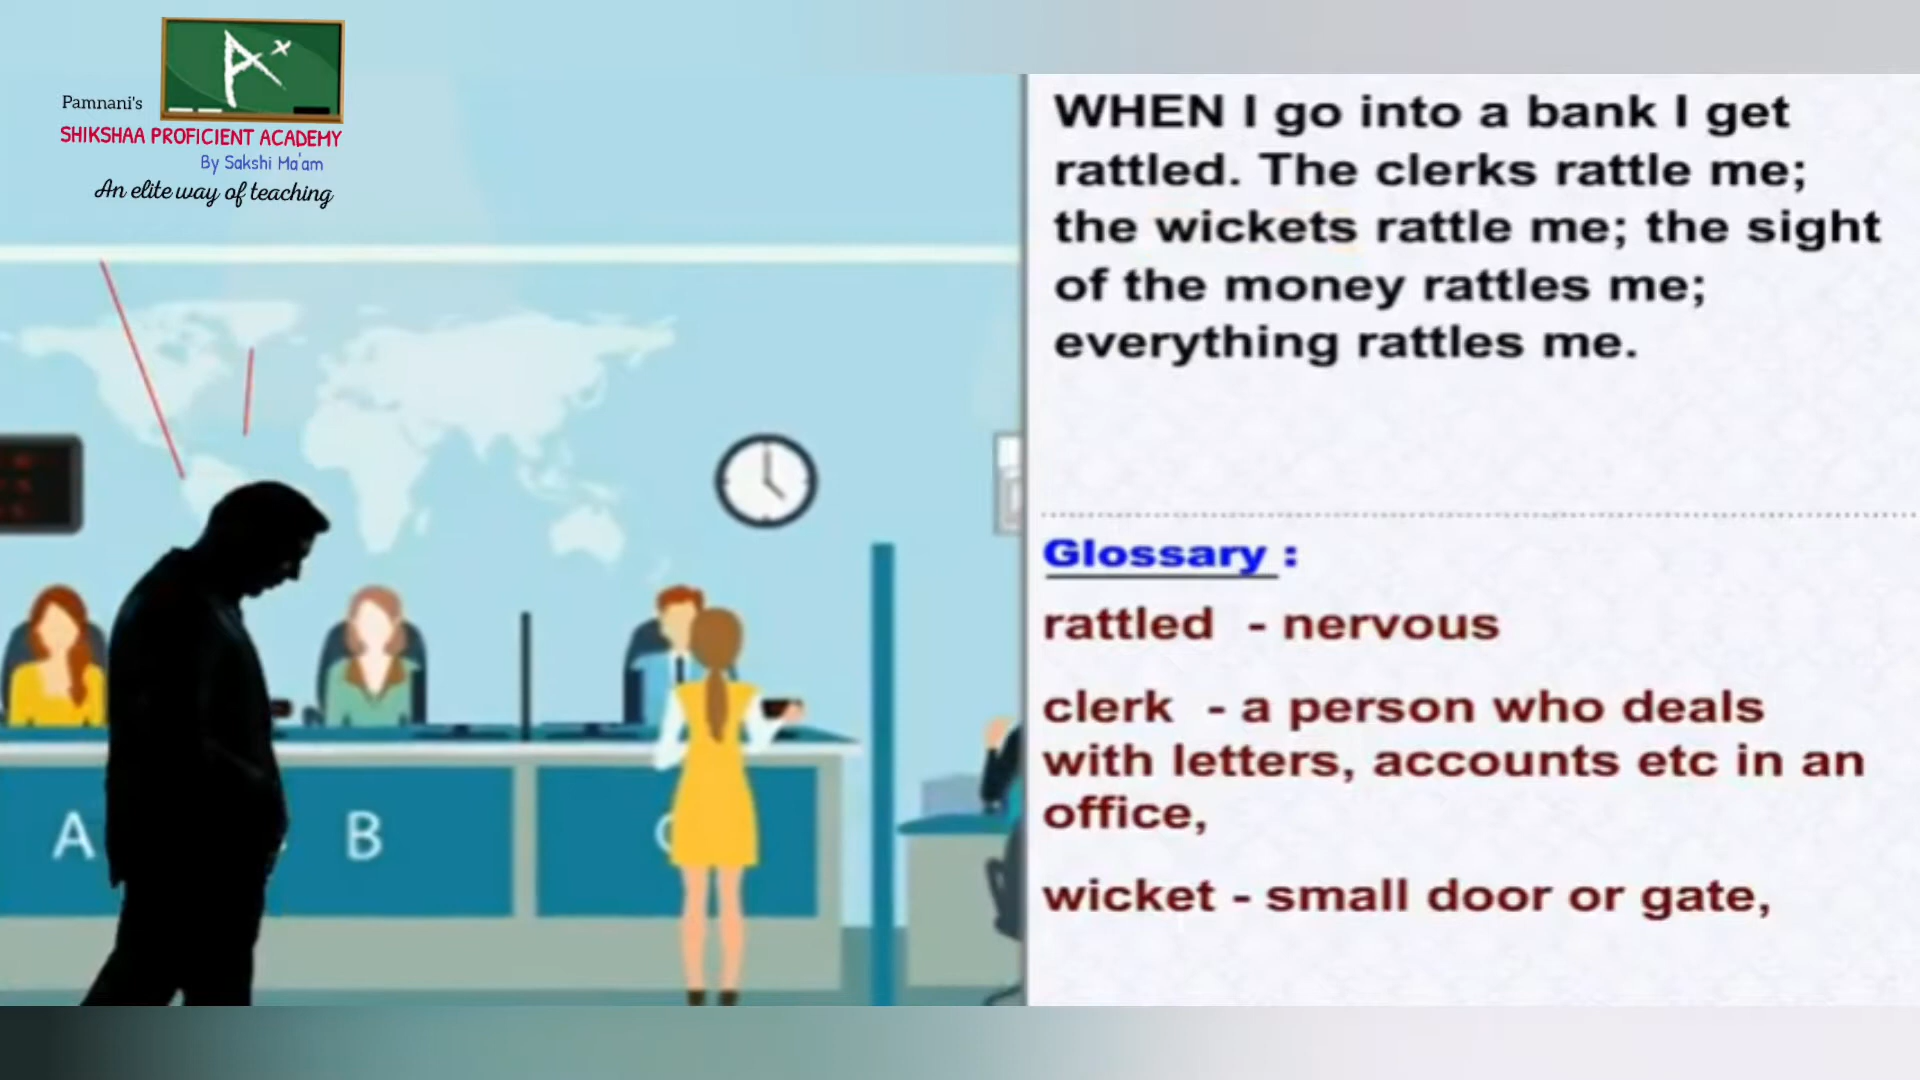 Pamnani's
SHIKSHAA PROFICIENT ACADEMY
By Sakshi Ma'am
An elite way of teaching
A B C
WHEN I go into a bank I get
rattled. The clerks rattle me;
the wickets rattle me; the sight
of the money rattles me;
everything rattles me.
Glossary :
rattled - nervous
clerk - a person who deals
with letters, accounts etc in an
office,
wicket - small door or gate,